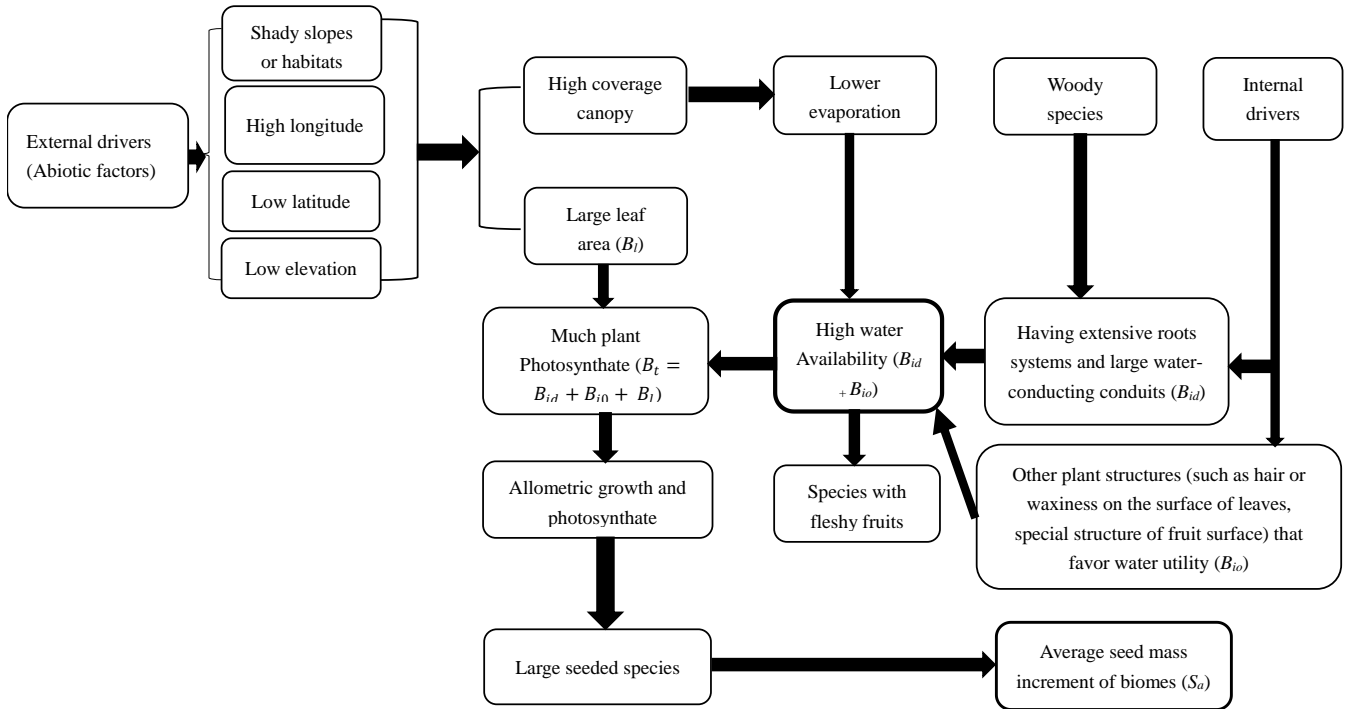 External drivers
(Abiotic factors)
Shady slopes
or habitats
High longitude
Low latitude
Low elevation
High coverage
canopy
Large leaf
area (Bl)
Lower
evaporation
Woody
species
Internal
drivers
Much plant
Photosynthate (Bt =
Bid + Bi0 + Bl)
High water
Availability (Bid
+ Bio)
Having extensive roots
systems and large water-
conducting conduits (Bid)
Allometric growth and
photosynthate
Species with
fleshy fruits
Other plant structures (such as hair or
waxiness on the surface of leaves,
special structure of fruit surface) that
favor water utility (Bio)
Large seeded species
Average seed mass
increment of biomes (Sa)